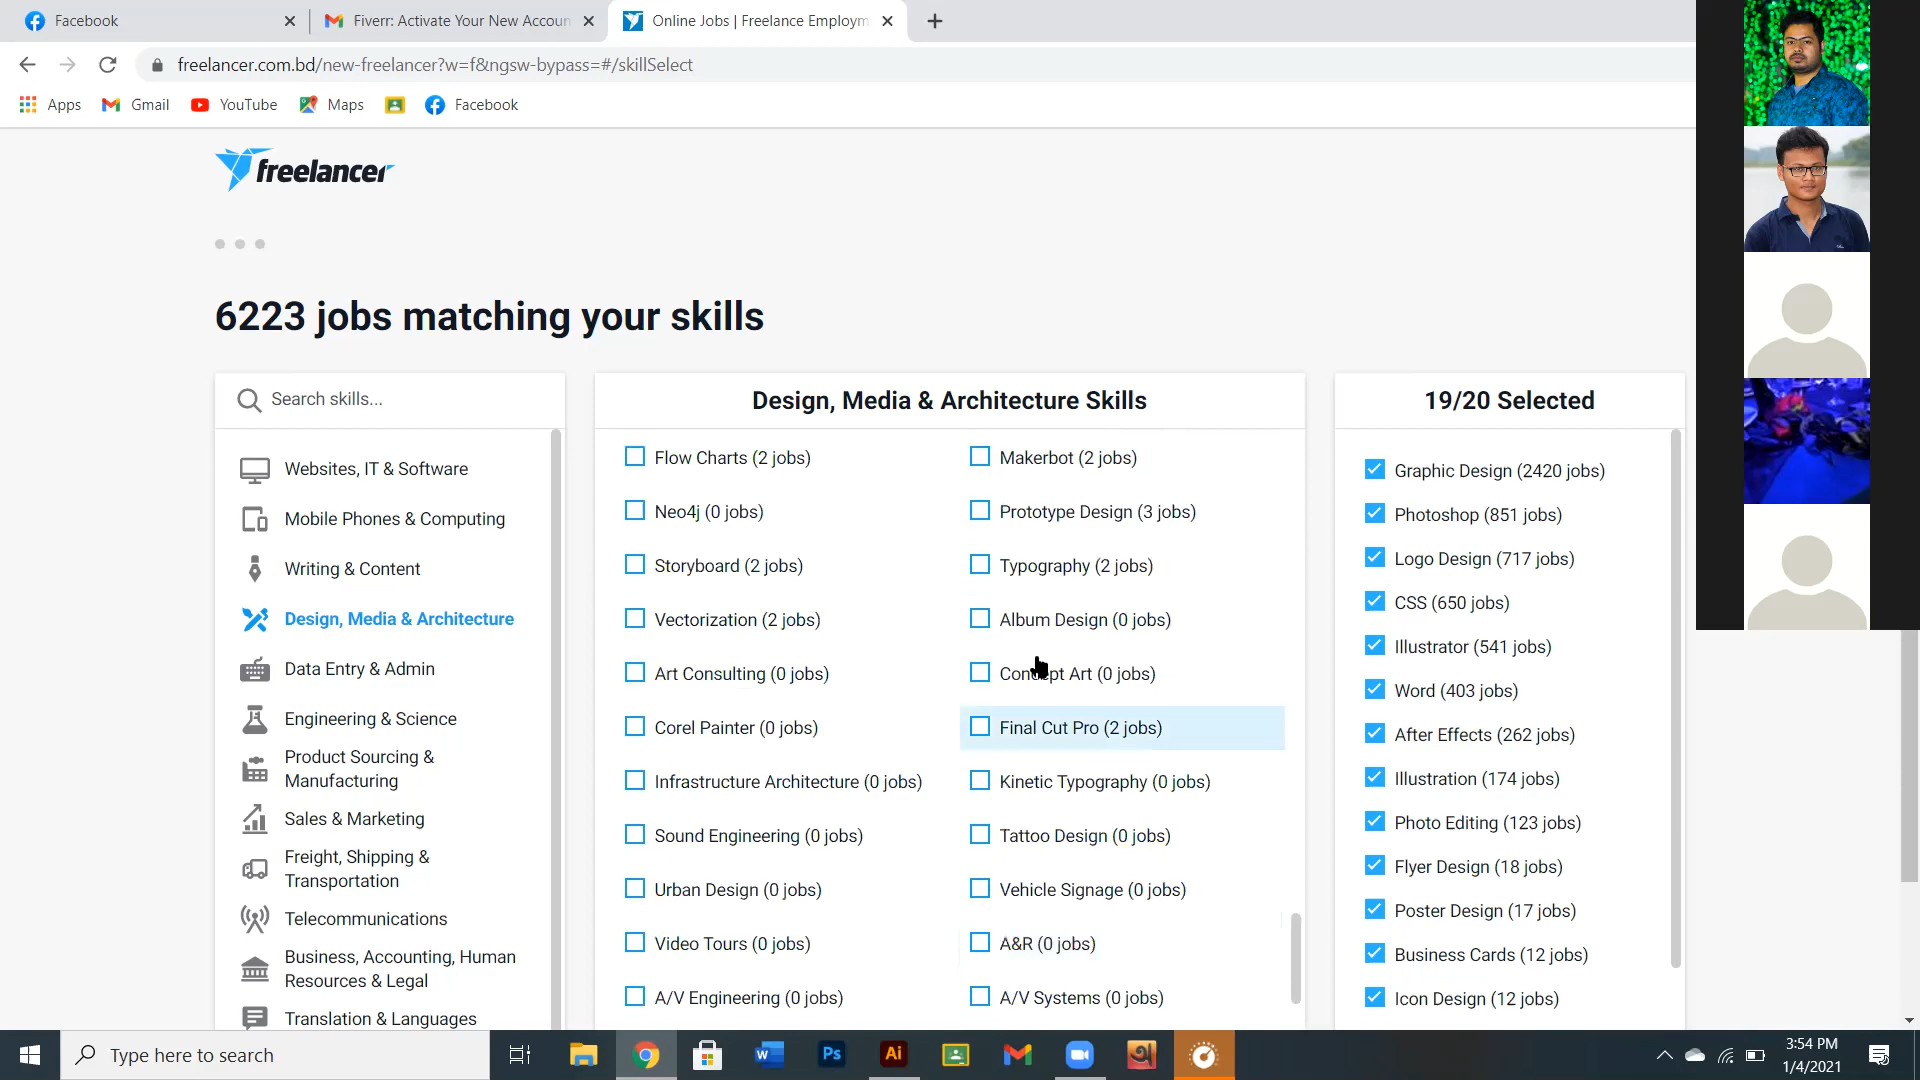 Facebook
Fiverr: Activate Your New Accoun
Online Jobs | Freelance Employm
freelancer.com.bd/new-freelancer?w=f&ngsw-bypass=#/skillSelect
Apps
Gmail
YouTube
Maps
Facebook
freelancer
6223 jobs matching your skills
Search skills...
Websites, IT & Software
Mobile Phones & Computing
Writing & Content
Design, Media & Architecture
Data Entry & Admin
Engineering & Science
Product Sourcing &
Manufacturing
Sales & Marketing
Freight, Shipping &
Transportation
Telecommunications
Business, Accounting, Human
Resources & Legal
Translation & Languages
Design, Media & Architecture Skills
Flow Charts (2 jobs)
Makerbot (2 jobs)
Neo4j (0 jobs)
Prototype Design (3 jobs)
Storyboard (2 jobs)
Typography (2 jobs)
Vectorization (2 jobs)
Album Design (0 jobs)
Art Consulting (0 jobs)
Concept Art (0 jobs)
Corel Painter (0 jobs)
Final Cut Pro (2 jobs)
Infrastructure Architecture (0 jobs)
Kinetic Typography (0 jobs)
Sound Engineering (0 jobs)
Tattoo Design (0 jobs)
Urban Design (0 jobs)
Vehicle Signage (0 jobs)
Video Tours (0 jobs)
A&R (0 jobs)
A/V Engineering (0 jobs)
A/V Systems (0 jobs)
19/20 Selected
Graphic Design (2420 jobs)
Photoshop (851 jobs)
Logo Design (717 jobs)
CSS (650 jobs)
Illustrator (541 jobs)
Word (403 jobs)
After Effects (262 jobs)
Illustration (174 jobs)
Photo Editing (123 jobs)
Flyer Design (18 jobs)
Poster Design (17 jobs)
Business Cards (12 jobs)
Icon Design (12 jobs)
Type here to search
W
Ps
Ai
অ
3:54 PM
1/4/2021